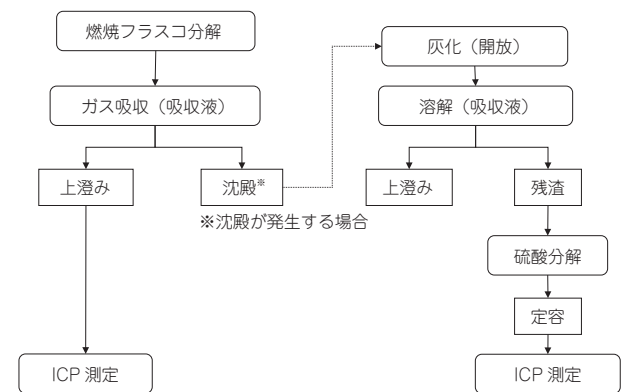 燃焼フラスコ分解
ガス吸収（吸収液）
上澄み
沈殿※
※沈殿が発生する場合
ICP 測定
灰化（開放）
溶解（吸収液）
上澄み
残渣
硫酸分解
定容
ICP 測定